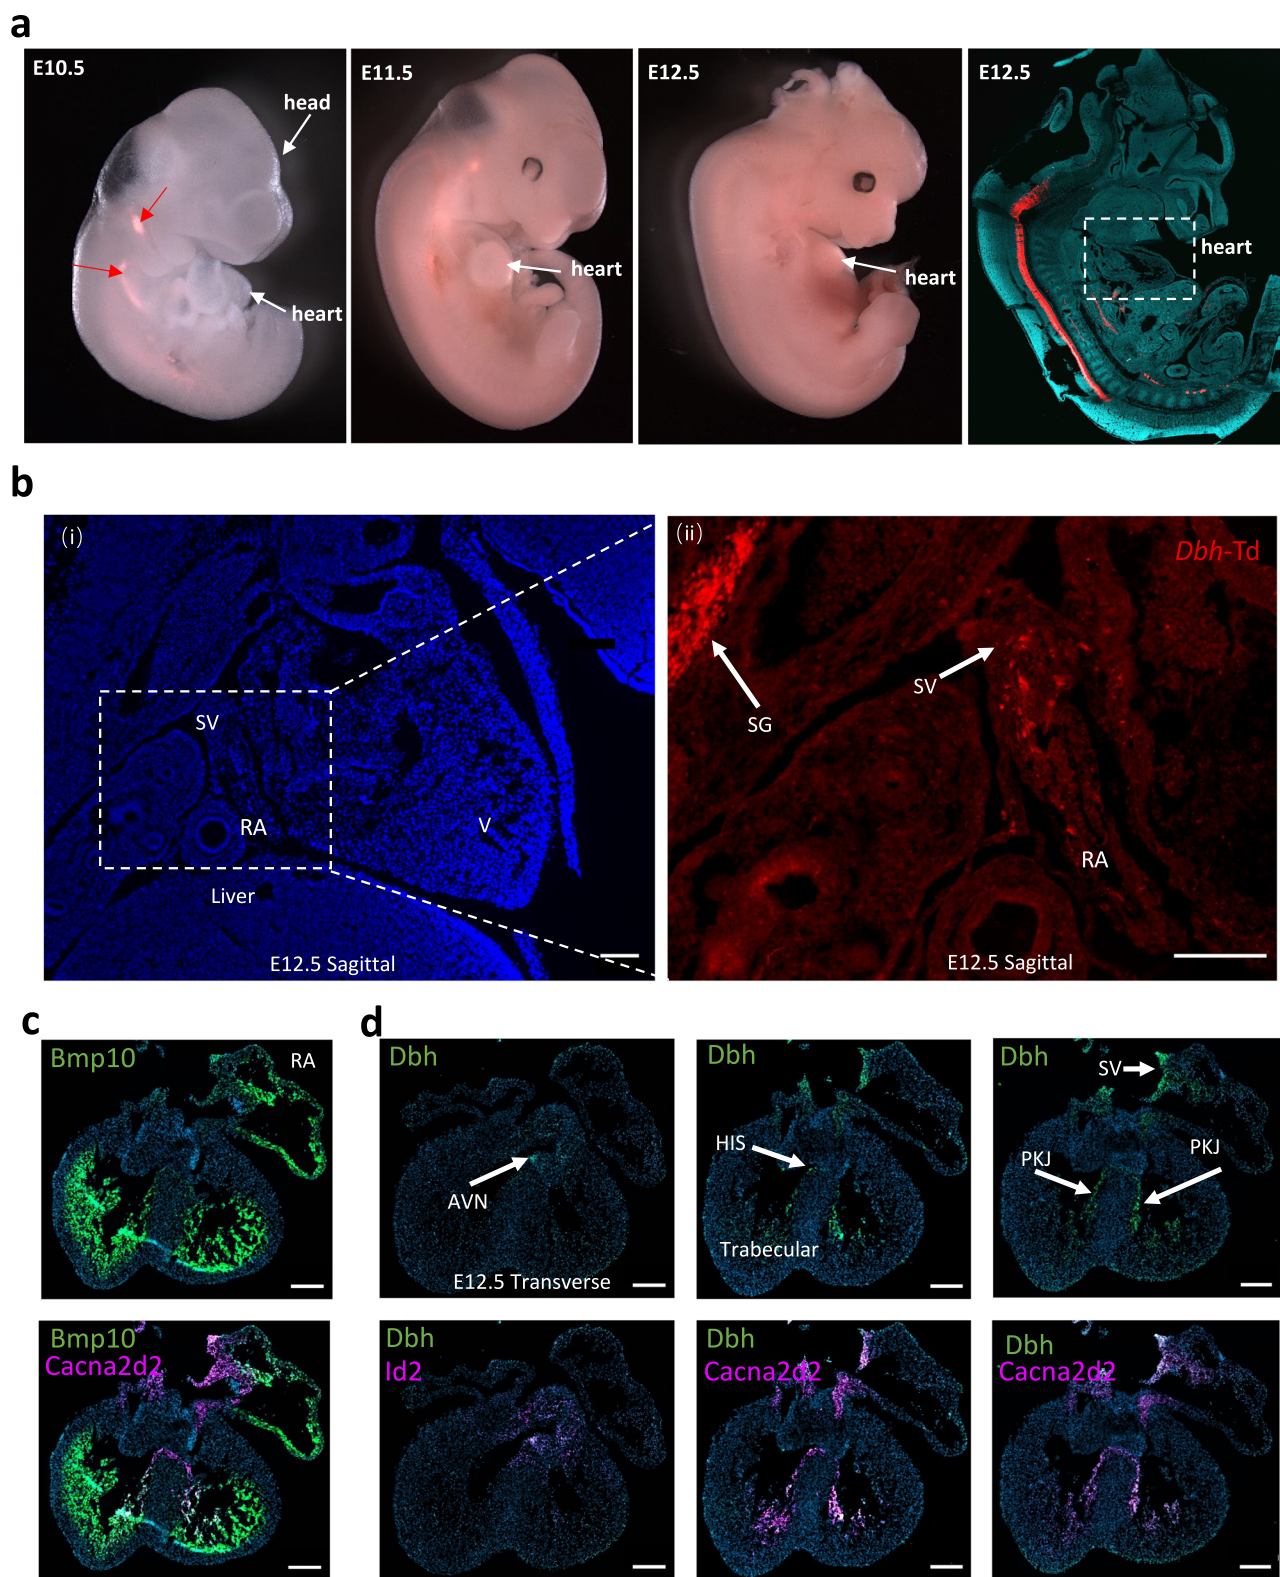 a
E10.5
head
heart
E11.5
heart
E12.5
heart
E12.5
heart
b
(i)
SV
RA
V
Liver
E12.5 Sagittal
(ii)
Dbh-Td
SV
SG
RA
E12.5 Sagittal
c
Bmp10
RA
Bmp10
Cacna2d2
d
Dbh
AVN
E12.5 Transverse
Dbh
HIS
Trabecular
Dbh
SV
PKJ
PKJ
Dbh
Id2
Dbh
Cacna2d2
Dbh
Cacna2d2